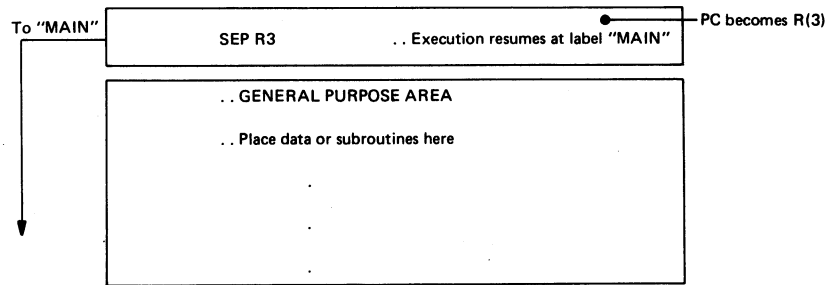 To "MAIN"
SEP R3 . . Execution resumes at label "MAIN"
PC becomes R(3)
. . GENERAL PURPOSE AREA
. . Place data or subroutines here
.
.
.